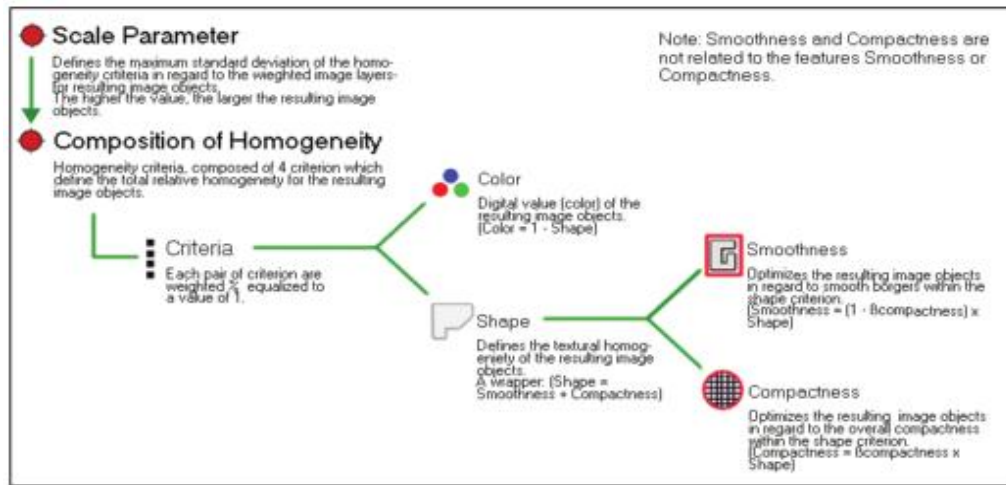 Scale Parameter
Defines the maximum standard deviation of the homo-
geneity criteria in regard to the weighted image layers
for resulting image objects.
The higher the value, the larger the resulting image
objects.
Note: Smoothness and Compactness are
not related to the features Smoothness or
Compactness.
Composition of Homogeneity
Homogeneity criteria, composed of 4 criterion which
define the total relative homogeneity for the resulting
image objects.
Criteria
Each pair of criterion are
weighted %, equalized to
a value of 1.
Color
Digital value (color) of the
resulting image objects.
(Color = 1 - Shape)
Shape
Defines the textural homog-
eniety of the resulting image
objects.
A wrapper: (Shape =
Smoothness + Compactness)
Smoothness
Optimizes the resulting image objects
in regard to smooth borgers within the
shape criterion.
(Smoothness = (1 - ßcompactness) x
Shape)
Compactness
Optimizes the resulting image objects
in regard to the overall compactness
within the shape criterion.
(Compactness = ßcompactness x
Shape)